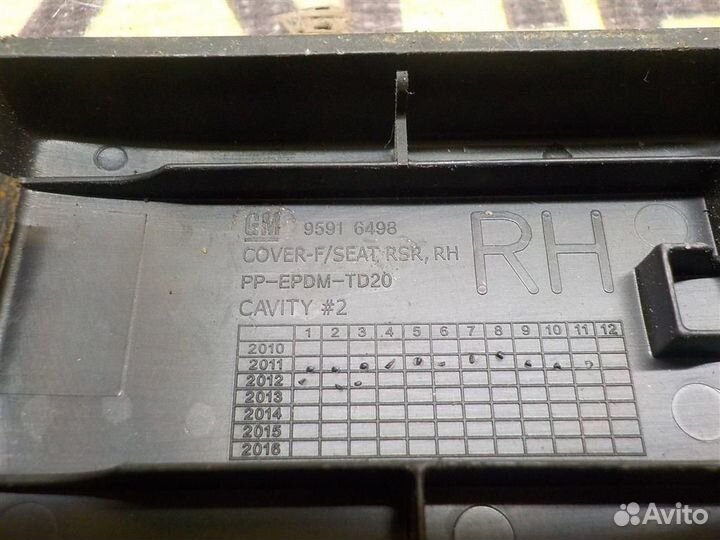 GM 9591 6498
COVER-F/SEAT RSR, RH
PP-EPDM-TD20
CAVITY #2
RH
1 2 3 4 5 6 7 8 9 10 11 12
2010
2011
2012
2013
2014
2015
2016
Avito